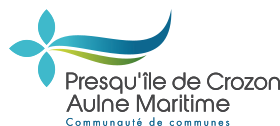 Presqu'île de Crozon
Aulne Maritime
Communauté de communes